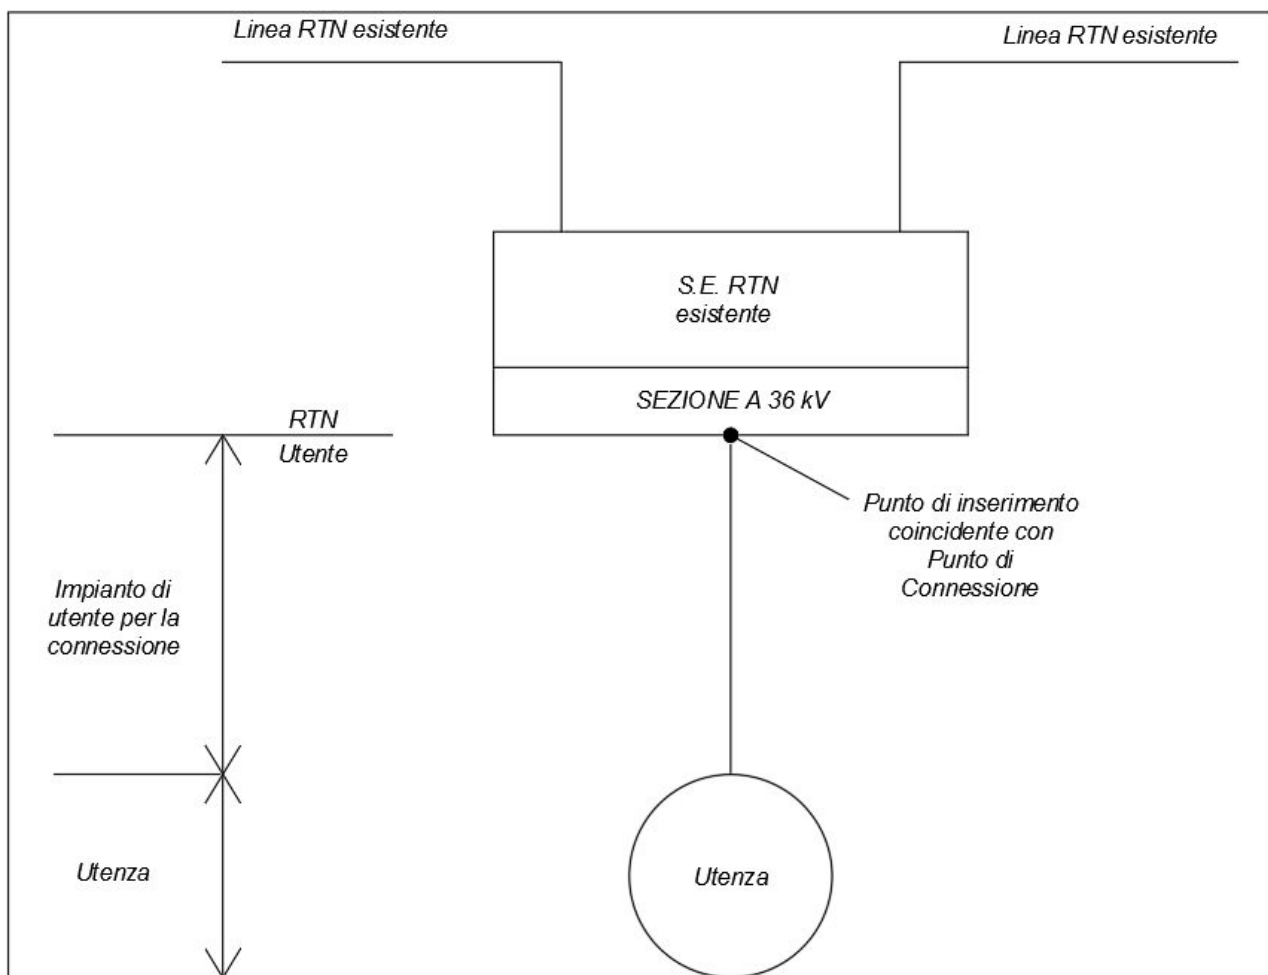 Linea RTN esistente
Linea RTN esistente
S.E. RTN
esistente
SEZIONE A 36 kV
RTN
Utente
Punto di inserimento
coincidente con
Punto di
Connessione
Impianto di
utente per la
connessione
Utenza
Utenza